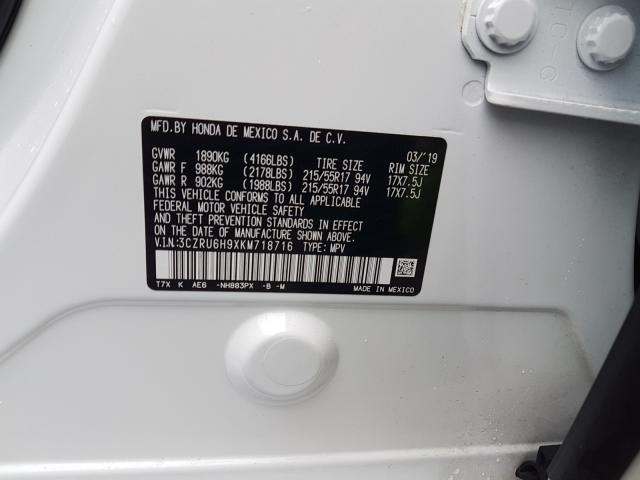 MFD.BY HONDA DE MEXICO S.A. DE C.V.
03/'19
GVWR 1890KG (4166LBS) TIRE SIZE RIM SIZE
GAWR F 988KG (2178LBS) 215/55R17 94V 17X7.5J
GAWR R 902KG (1988LBS) 215/55R17 94V 17X7.5J
THIS VEHICLE CONFORMS TO ALL APPLICABLE
FEDERAL MOTOR VEHICLE SAFETY
AND THEFT PREVENTION STANDARDS IN EFFECT
ON THE DATE OF MANUFACTURE SHOWN ABOVE.
V.I.N.:3CZRU6H9XKM718716 TYPE: MPV
T7X K AE6 -NH883PX -B -M MADE IN MEXICO